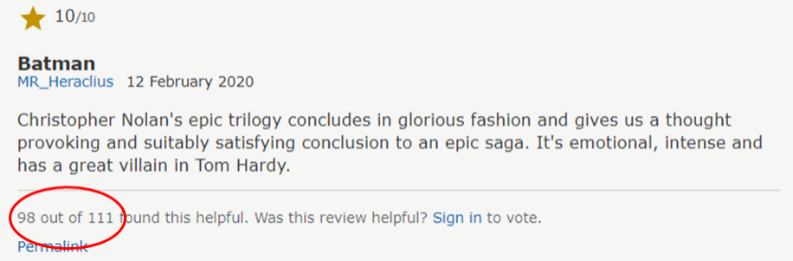 10/10
Batman
MR_Heraclius 12 February 2020
Christopher Nolan's epic trilogy concludes in glorious fashion and gives us a thought
provoking and suitably satisfying conclusion to an epic saga. It's emotional, intense and
has a great villain in Tom Hardy.
98 out of 111 found this helpful. Was this review helpful? Sign in to vote.
Permalink